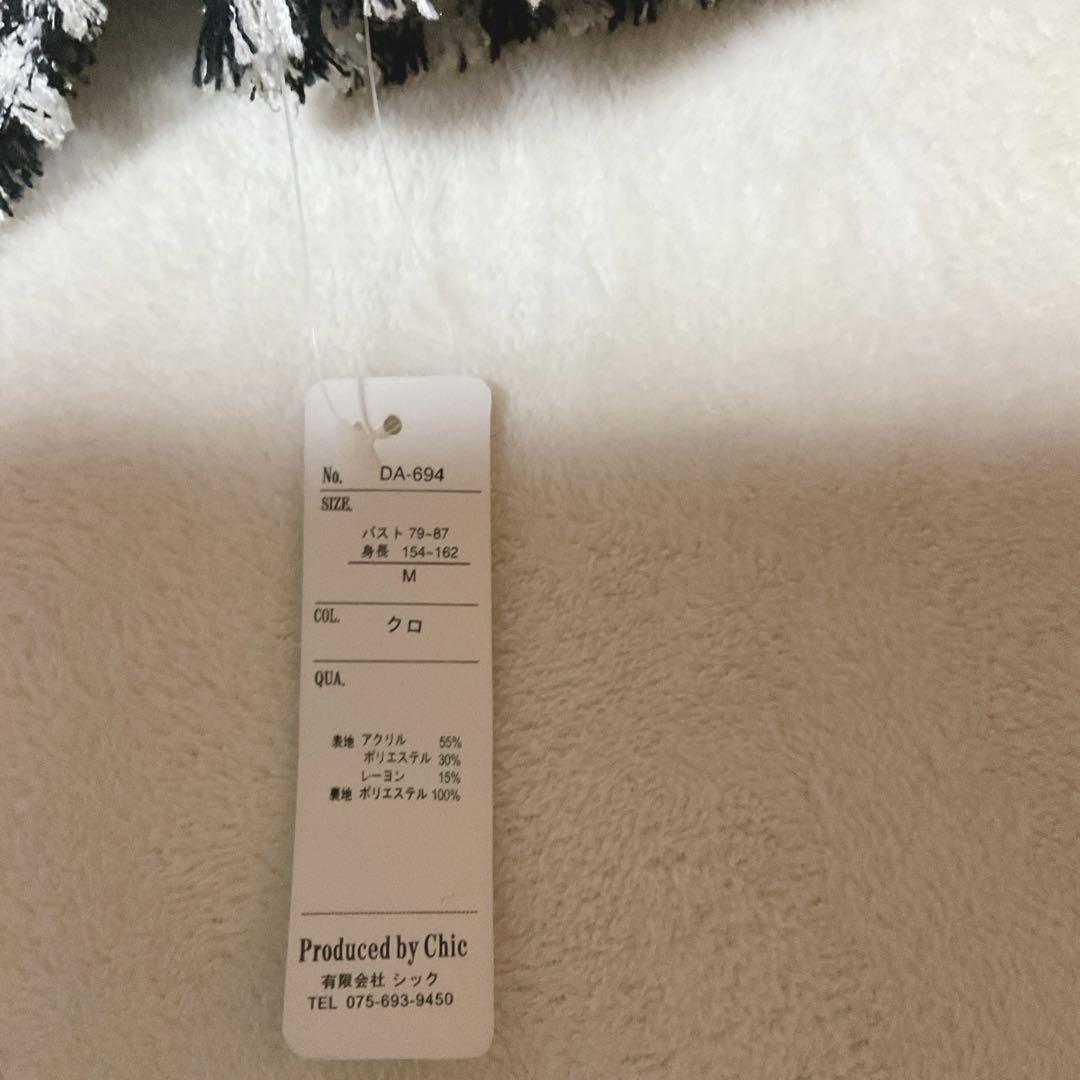 No. DA-694
SIZE.
バスト 79-87
身長 154-162
M
COL.
クロ
QUA.
表地 アクリル 55%
ポリエステル 30%
レーヨン 15%
裏地 ポリエステル 100%
Produced by Chic
有限会社 シック
TEL 075-693-9450